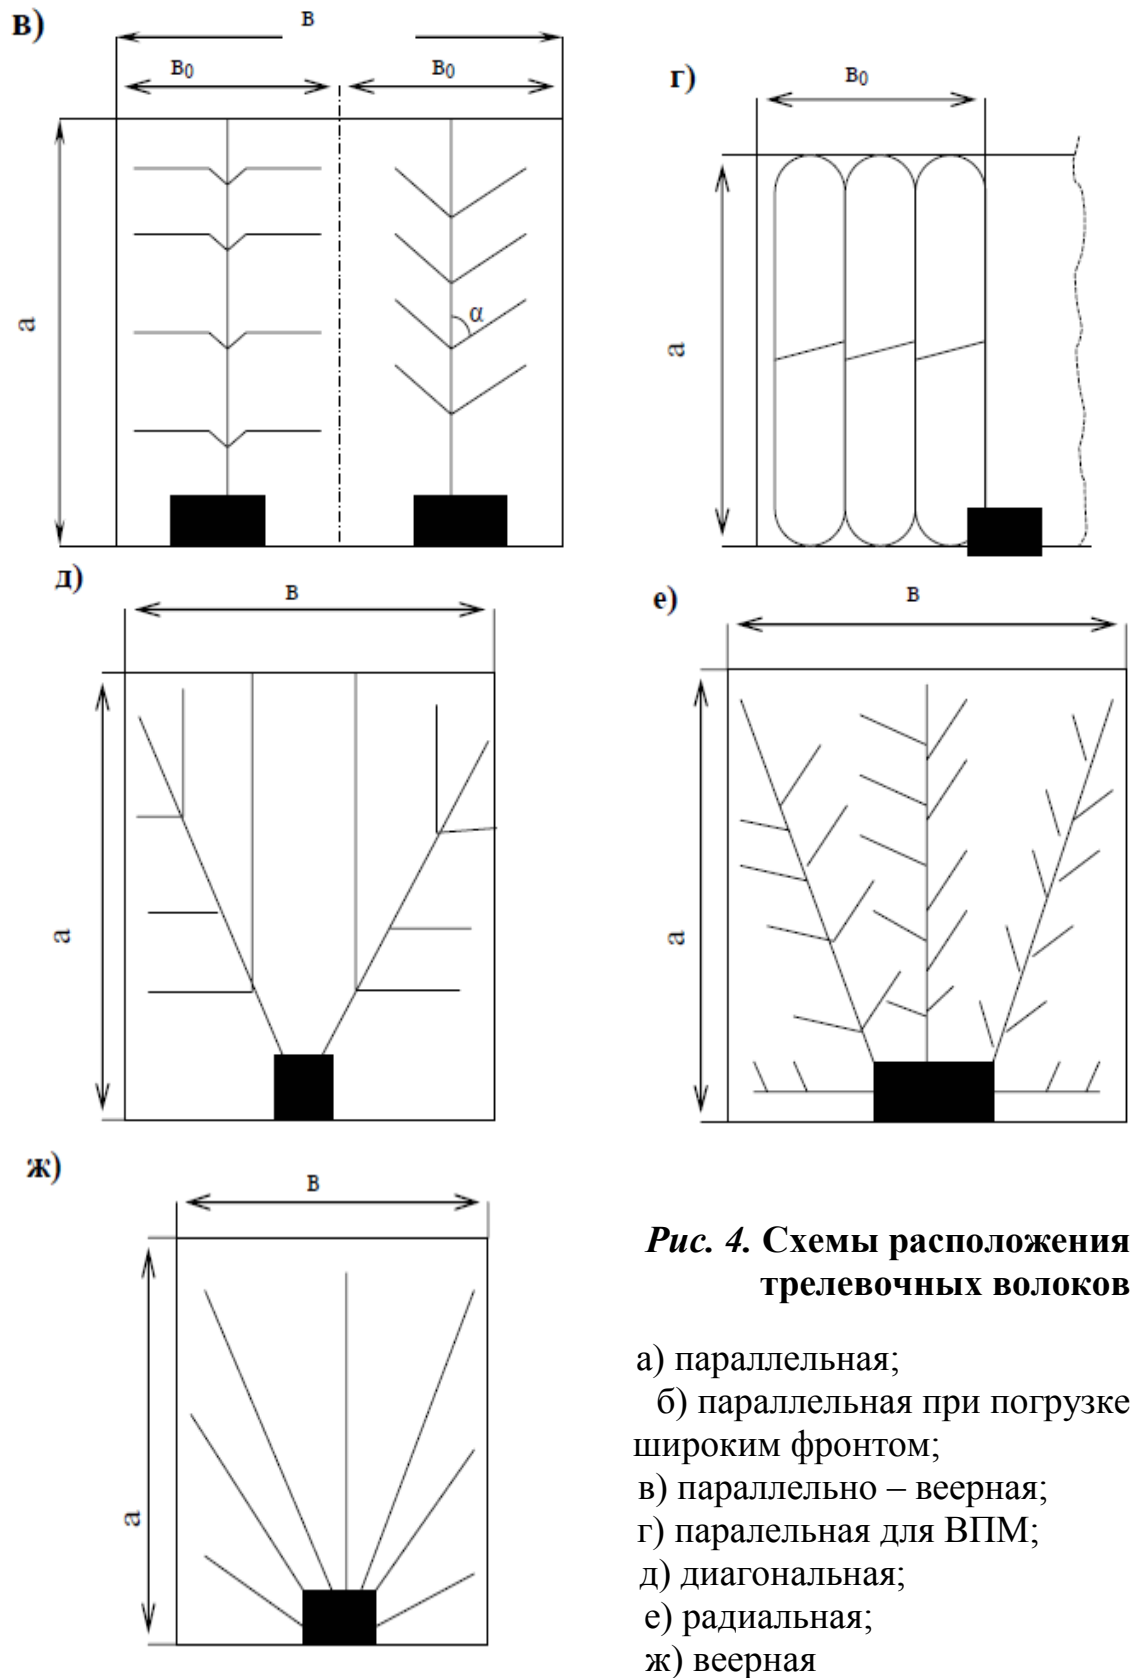 в)
в
в₀
в₀
г)
в₀
α
а
а
д)
в
е)
в
а
а
ж)
в
а
Рис. 4. Схемы расположения
трелевочных волоков
а) параллельная;
б) параллельная при погрузке
широким фронтом;
в) параллельно – веерная;
г) паралельная для ВПМ;
д) диагональная;
е) радиальная;
ж) веерная